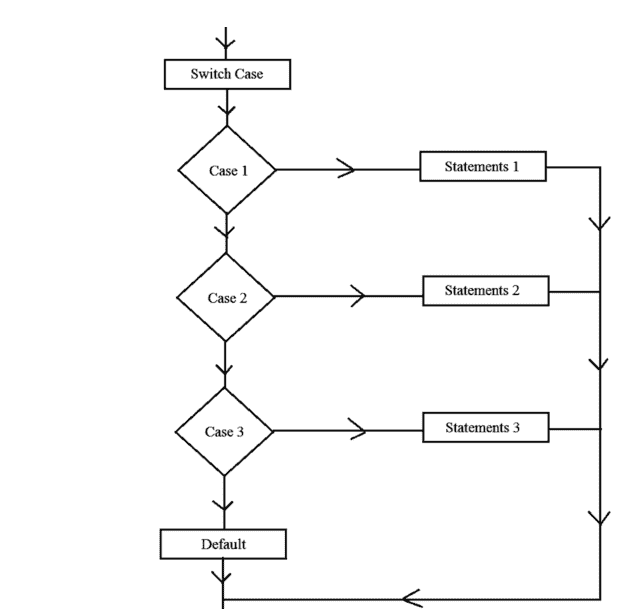 Switch Case
Case 1
Statements 1
Case 2
Statements 2
Case 3
Statements 3
Default